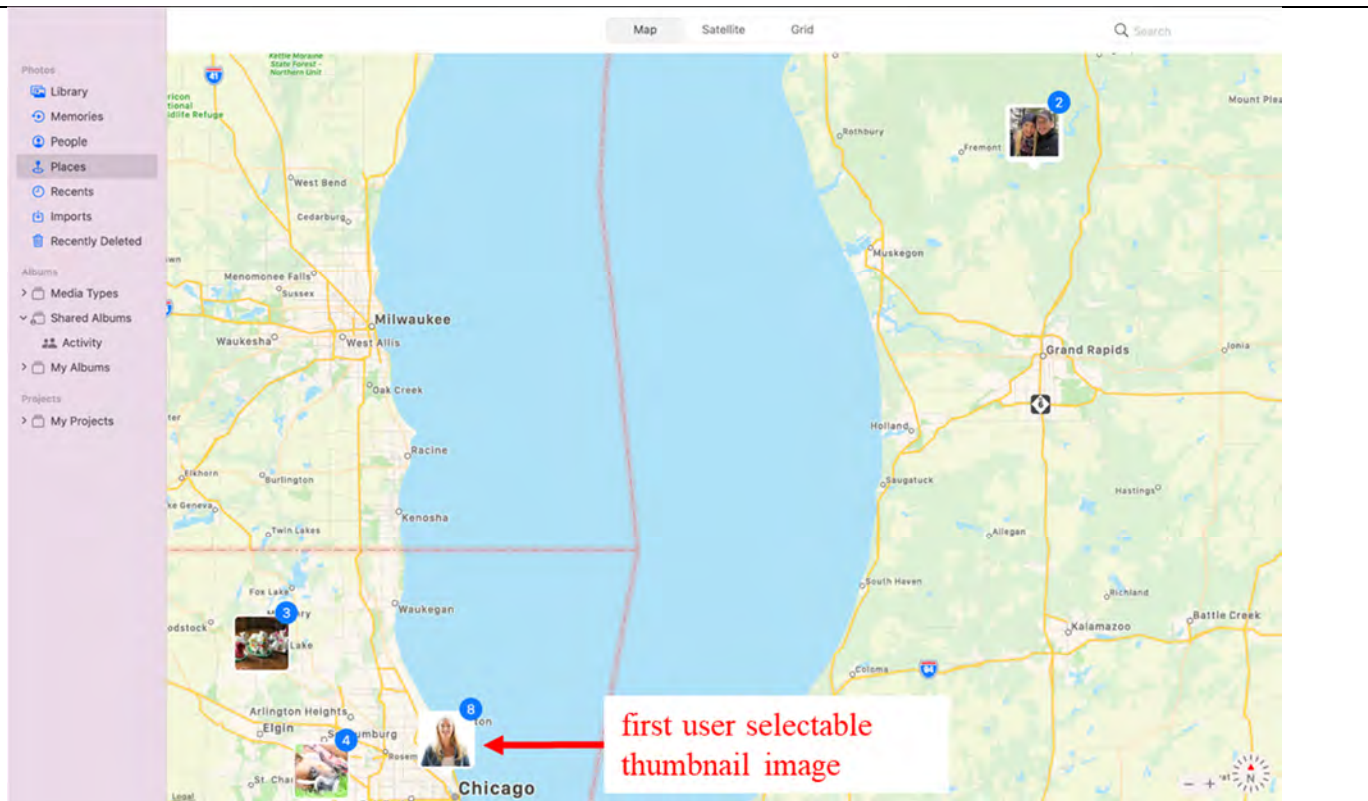 Map Satellite Grid
Search
Photos
Library
Memories
People
Places
Recents
Imports
Recently Deleted
Albums
Media Types
Shared Albums
Activity
My Albums
Projects
My Projects
Kettle Moraine
State Forest -
Northern Unit
41
2
Mount Plea
Rothbury
Fremont
West Bend
Cedarburg
Muskegon
Menomonee Falls
Sussex
Milwaukee
Waukesha
West Allis
Grand Rapids
Ionia
Oak Creek
6
Holland
Racine
Elkhorn
Burlington
Saugatuck
Hastings
Kenosha
Twin Lakes
Allegan
Fox Lake
South Haven
Richland
Waukegan
3
Battle Creek
Kalamazoo
Lake
Coloma
94
Arlington Heights
8
Elgin
4
first user selectable
thumbnail image
Chicago
- +
N